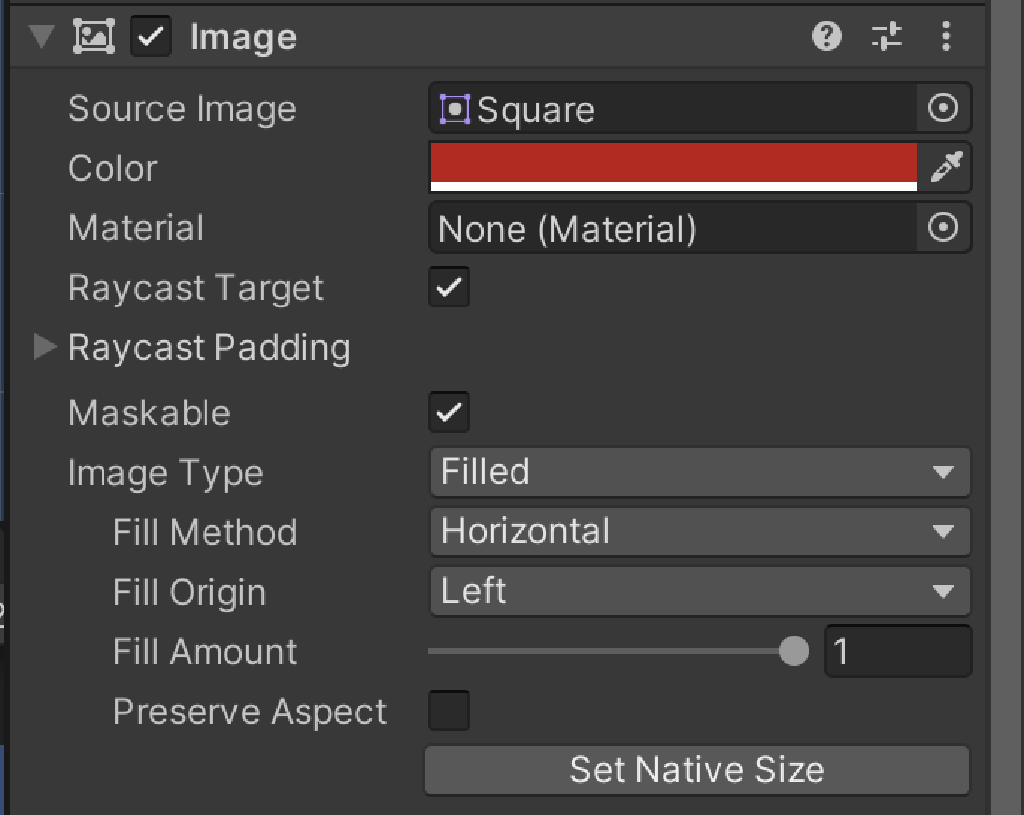 Image
Source Image Square
Color
Material None (Material)
Raycast Target
Raycast Padding
Maskable
Image Type Filled
Fill Method Horizontal
Fill Origin Left
Fill Amount 1
Preserve Aspect
Set Native Size